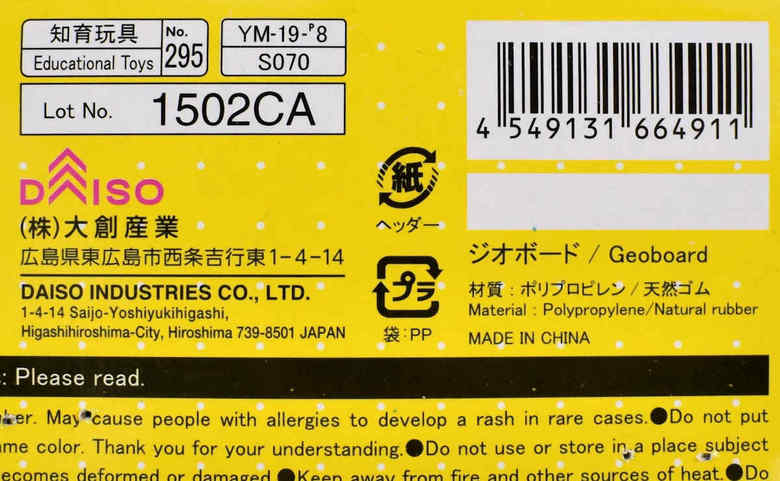 知育玩具
Educational Toys
No.
295
YM-19-P8
S070
Lot No. 1502CA
4 549131 664911
DAISO
(株)大創産業
広島県東広島市西条吉行東1-4-14
DAISO INDUSTRIES CO., LTD.
1-4-14 Saijo-Yoshiyukihigashi,
Higashihiroshima-City, Hiroshima 739-8501 JAPAN
紙
ヘッダー
プラ
袋:PP
ジオボード / Geoboard
材質 : ポリプロピレン / 天然ゴム
Material : Polypropylene/Natural rubber
MADE IN CHINA
: Please read.
May cause people with allergies to develop a rash in rare cases.●Do not put
me color. Thank you for your understanding.●Do not use or store in a place subject
ecomes deformed or damaged.●Keep away from fire and other sources of heat.●Do